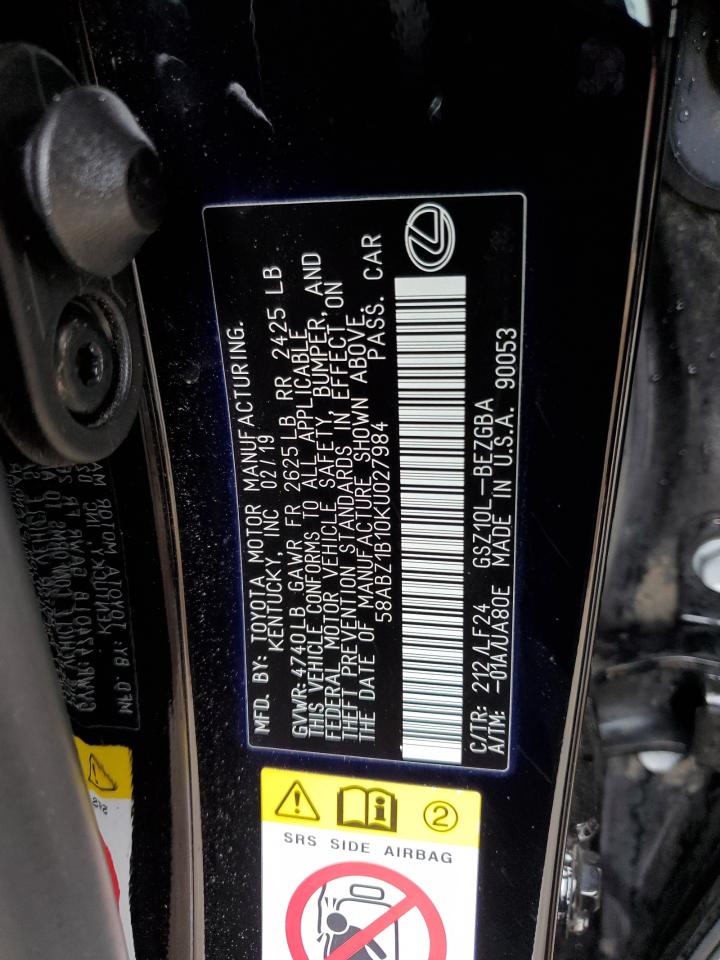 MFD. BY: TOYOTA MOTOR MANUFACTURING.
KENTUCKY, INC 02/19
GVWR: 4740LB GAWR FR 2625 LB RR 2425 LB
THIS VEHICLE CONFORMS TO ALL APPLICABLE
FEDERAL MOTOR VEHICLE SAFETY, BUMPER, AND
THEFT PREVENTION STANDARDS IN EFFECT ON
THE DATE OF MANUFACTURE SHOWN ABOVE.
58ABZ1B10KU027984 PASS. CAR
C/TR: 212/LF24 GSZ10L-BEZGBA
A/TM: -01A/UA80E MADE IN U.S.A. 90053
2
SRS SIDE AIRBAG